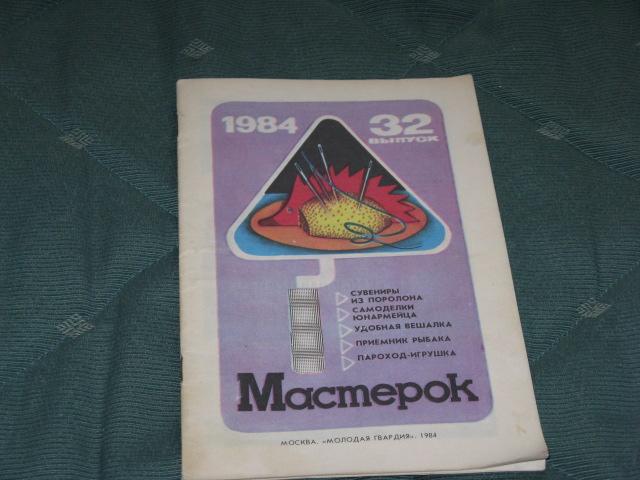 1984
32
ВЫПУСК
СУВЕНИРЫ
ИЗ ПОРОЛОНА
САМОДЕЛКИ
ЮНАРМЕЙЦА
УДОБНАЯ ВЕШАЛКА
ПРИЕМНИК РЫБАКА
ПАРОХОД-ИГРУШКА
Мастерок
МОСКВА. «МОЛОДАЯ ГВАРДИЯ». 1984